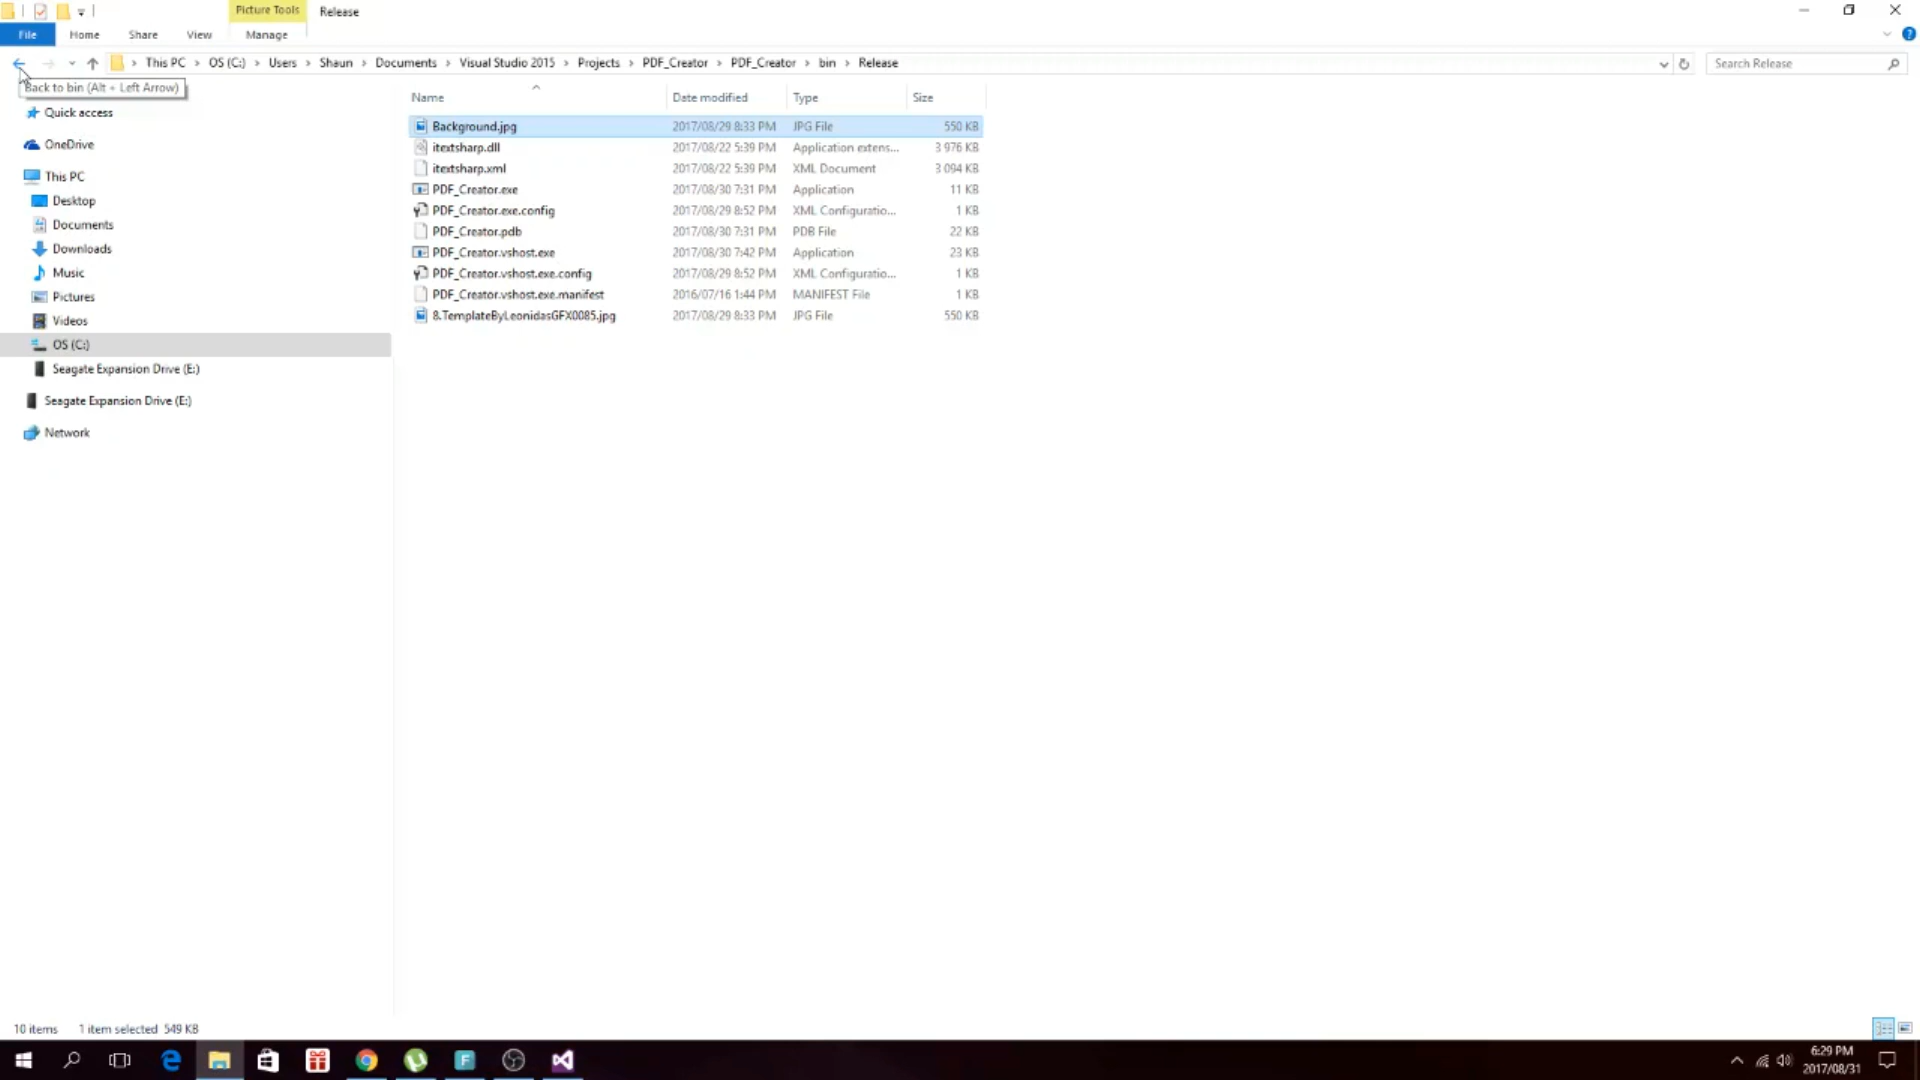 Picture Tools Release
File Home Share View Manage
This PC > OS (C:) > Users > Shaun > Documents > Visual Studio 2015 > Projects > PDF_Creator > PDF_Creator > bin > Release
Search Release
Back to bin (Alt + Left Arrow)
Name Date modified Type Size
Quick access
OneDrive
This PC
Desktop
Documents
Downloads
Music
Pictures
Videos
OS (C:)
Seagate Expansion Drive (E:)
Seagate Expansion Drive (E:)
Network
Background.jpg 2017/08/29 8:33 PM JPG File 550 KB
itextsharp.dll 2017/08/22 5:39 PM Application extens... 3 976 KB
itextsharp.xml 2017/08/22 5:39 PM XML Document 3 094 KB
PDF_Creator.exe 2017/08/30 7:31 PM Application 11 KB
PDF_Creator.exe.config 2017/08/29 8:52 PM XML Configuratio... 1 KB
PDF_Creator.pdb 2017/08/30 7:31 PM PDB File 22 KB
PDF_Creator.vshost.exe 2017/08/30 7:42 PM Application 23 KB
PDF_Creator.vshost.exe.config 2017/08/29 8:52 PM XML Configuratio... 1 KB
PDF_Creator.vshost.exe.manifest 2016/07/16 1:44 PM MANIFEST File 1 KB
8.TemplateByLeonidasGFX0085.jpg 2017/08/29 8:33 PM JPG File 550 KB
10 items 1 item selected 549 KB
6:29 PM
2017/08/31